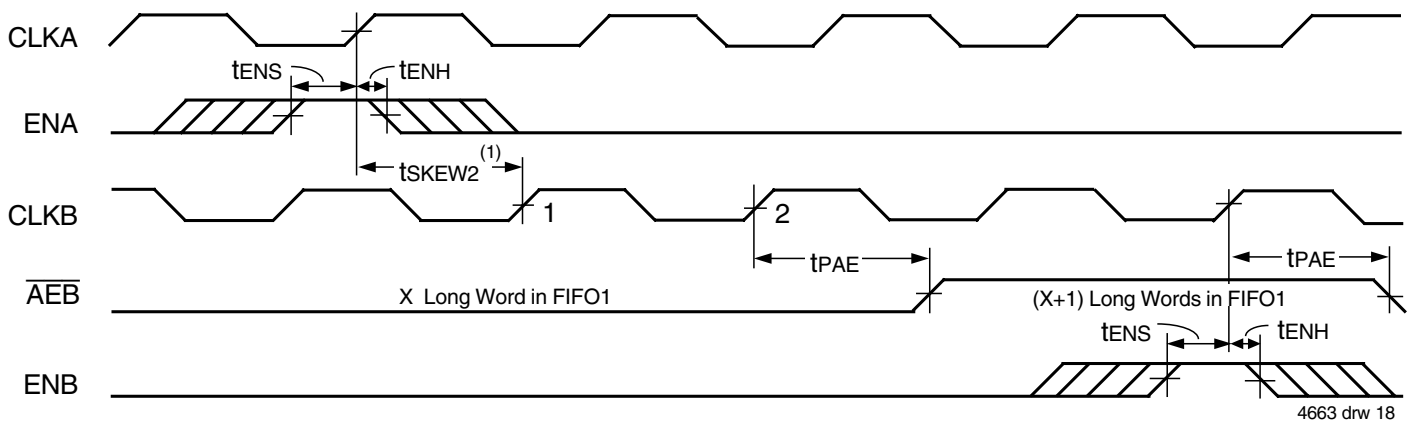 CLKA
tENS tENH
ENA
tSKEW2 (1)
CLKB 1 2
tPAE tPAE
AEB X Long Word in FIFO1 (X+1) Long Words in FIFO1
tENS tENH
ENB
4663 drw 18